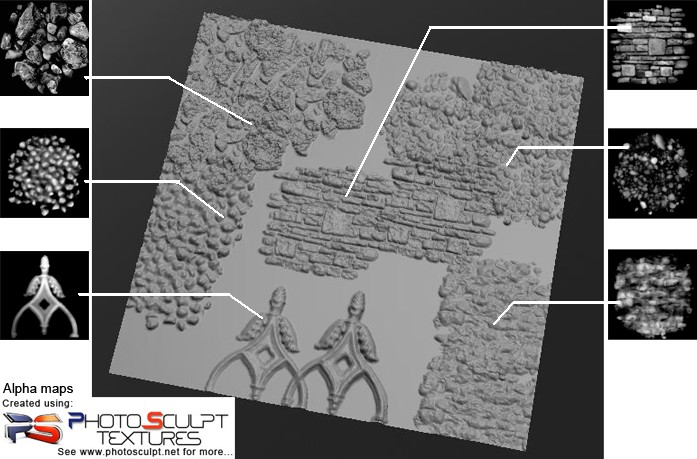 Alpha maps
Created using:
PS PHOTOSCULPT
TEXTURES
See www.photosculpt.net for more...